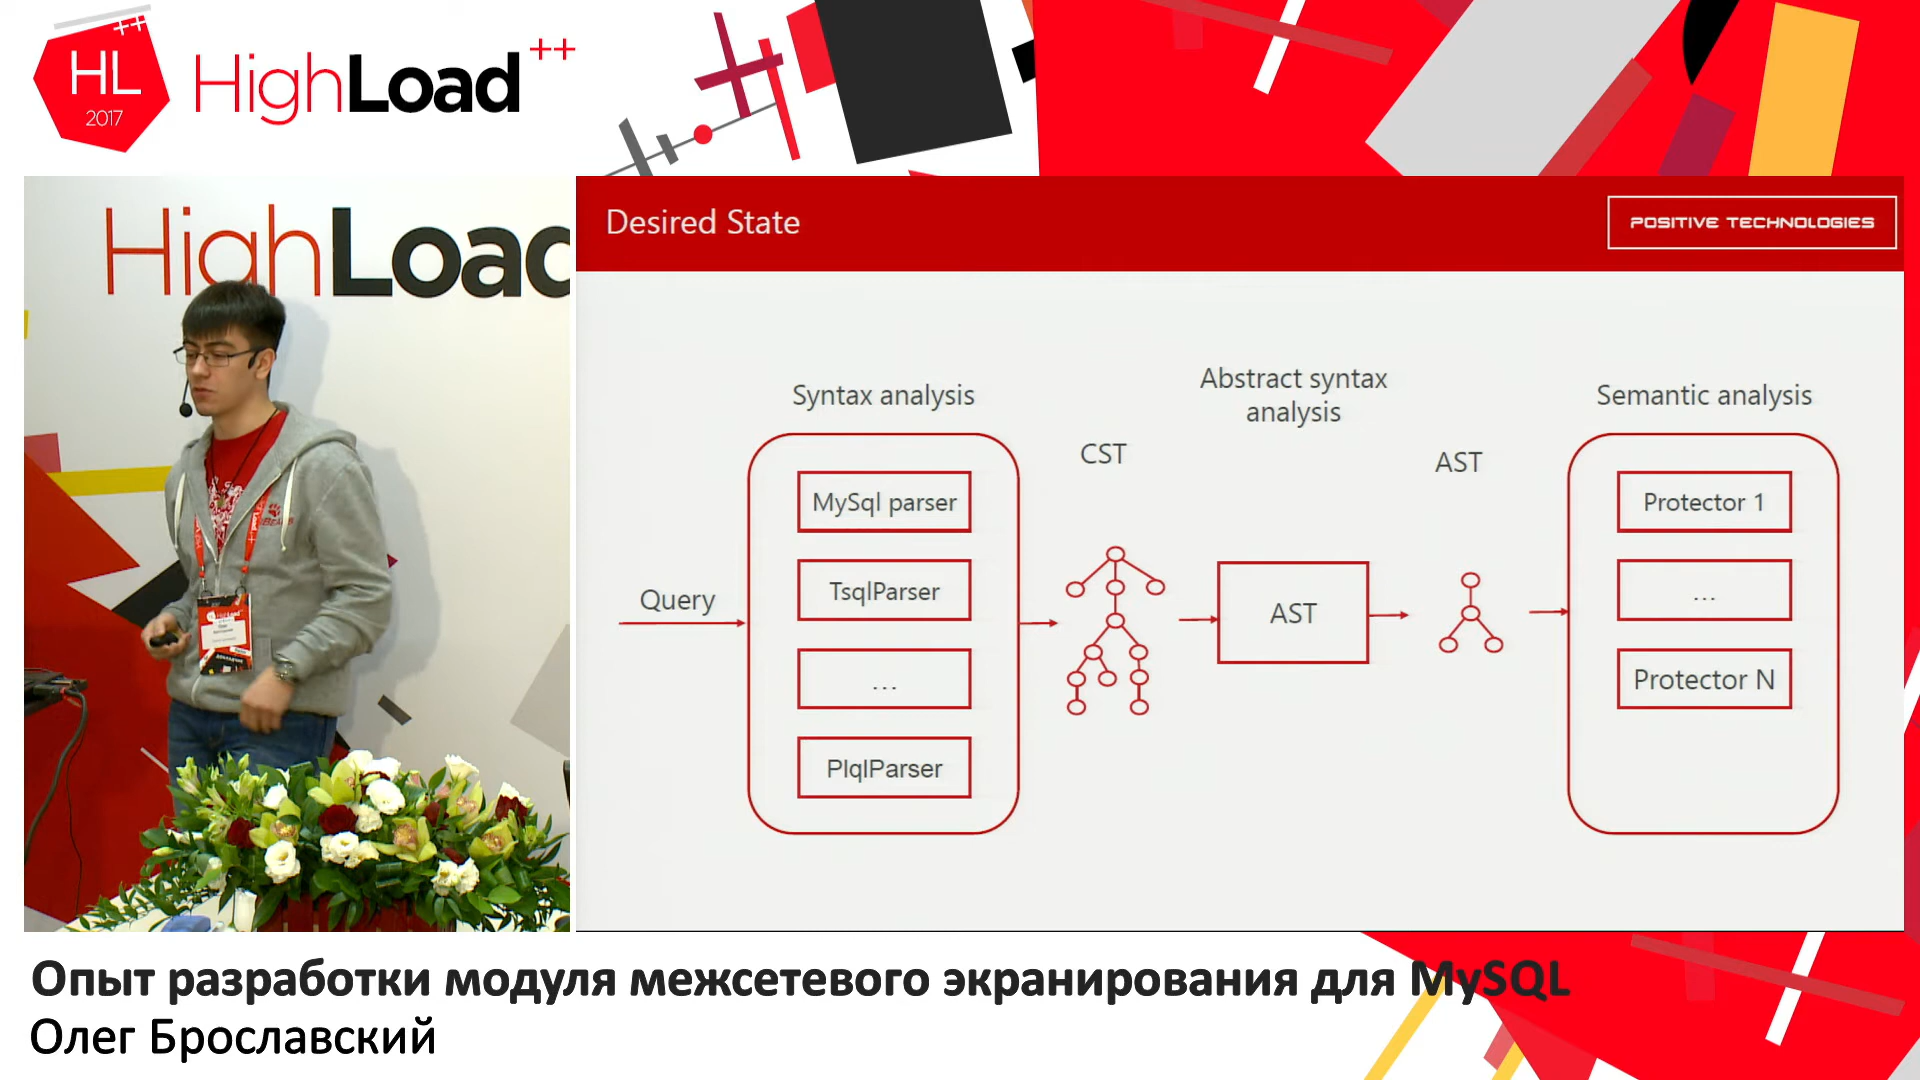 HL ++
2017
HighLoad ++
HighLoad
Desired State
POSITIVE TECHNOLOGIES
Syntax analysis
Abstract syntax
analysis
Semantic analysis
CST
AST
MySql parser
Protector 1
Query
TsqlParser
AST
...
...
Protector N
PlqlParser
Опыт разработки модуля межсетевого экранирования для MySQL
Олег Брославский